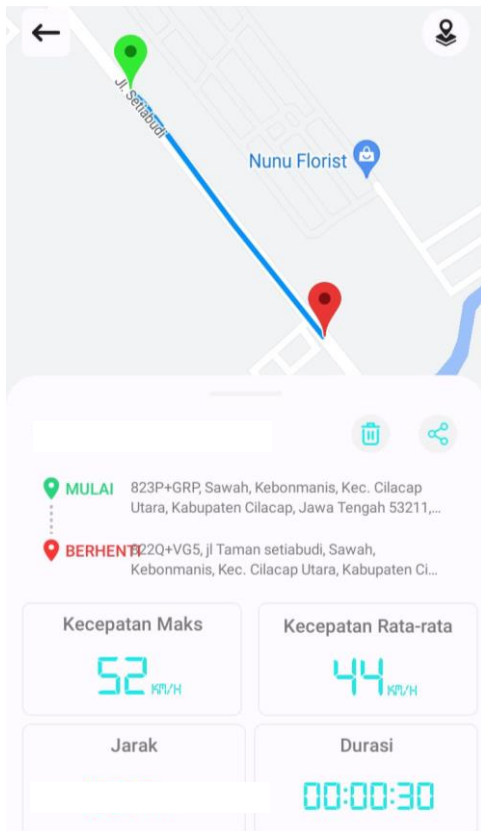 Jl. Setiabudi
Nunu Florist
MULAI 823P+GRP, Sawah, Kebonmanis, Kec. Cilacap
Utara, Kabupaten Cilacap, Jawa Tengah 53211,...
BERHENTI 822Q+VG5, jl Taman setiabudi, Sawah,
Kebonmanis, Kec. Cilacap Utara, Kabupaten Ci...
Kecepatan Maks
52 KM/H
Kecepatan Rata-rata
44 KM/H
Jarak
Durasi
00:00:30